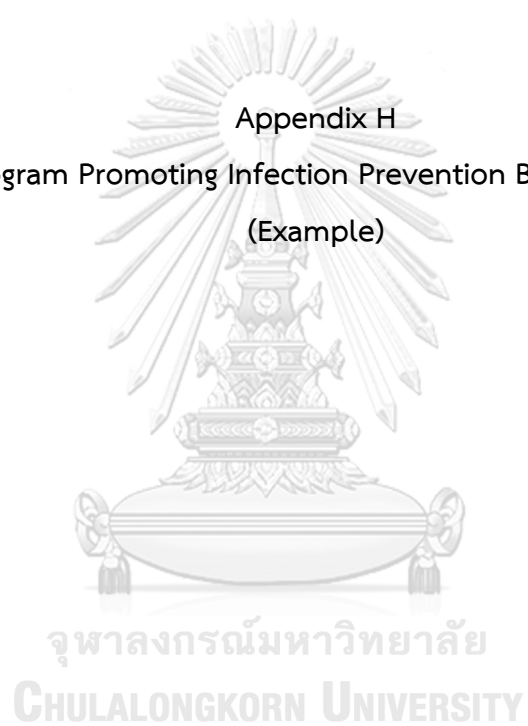 Appendix H
gram Promoting Infection Prevention B
(Example)
จุฬาลงกรณ์มหาวิทยาลัย
CHULALONGKORN UNIVERSITY